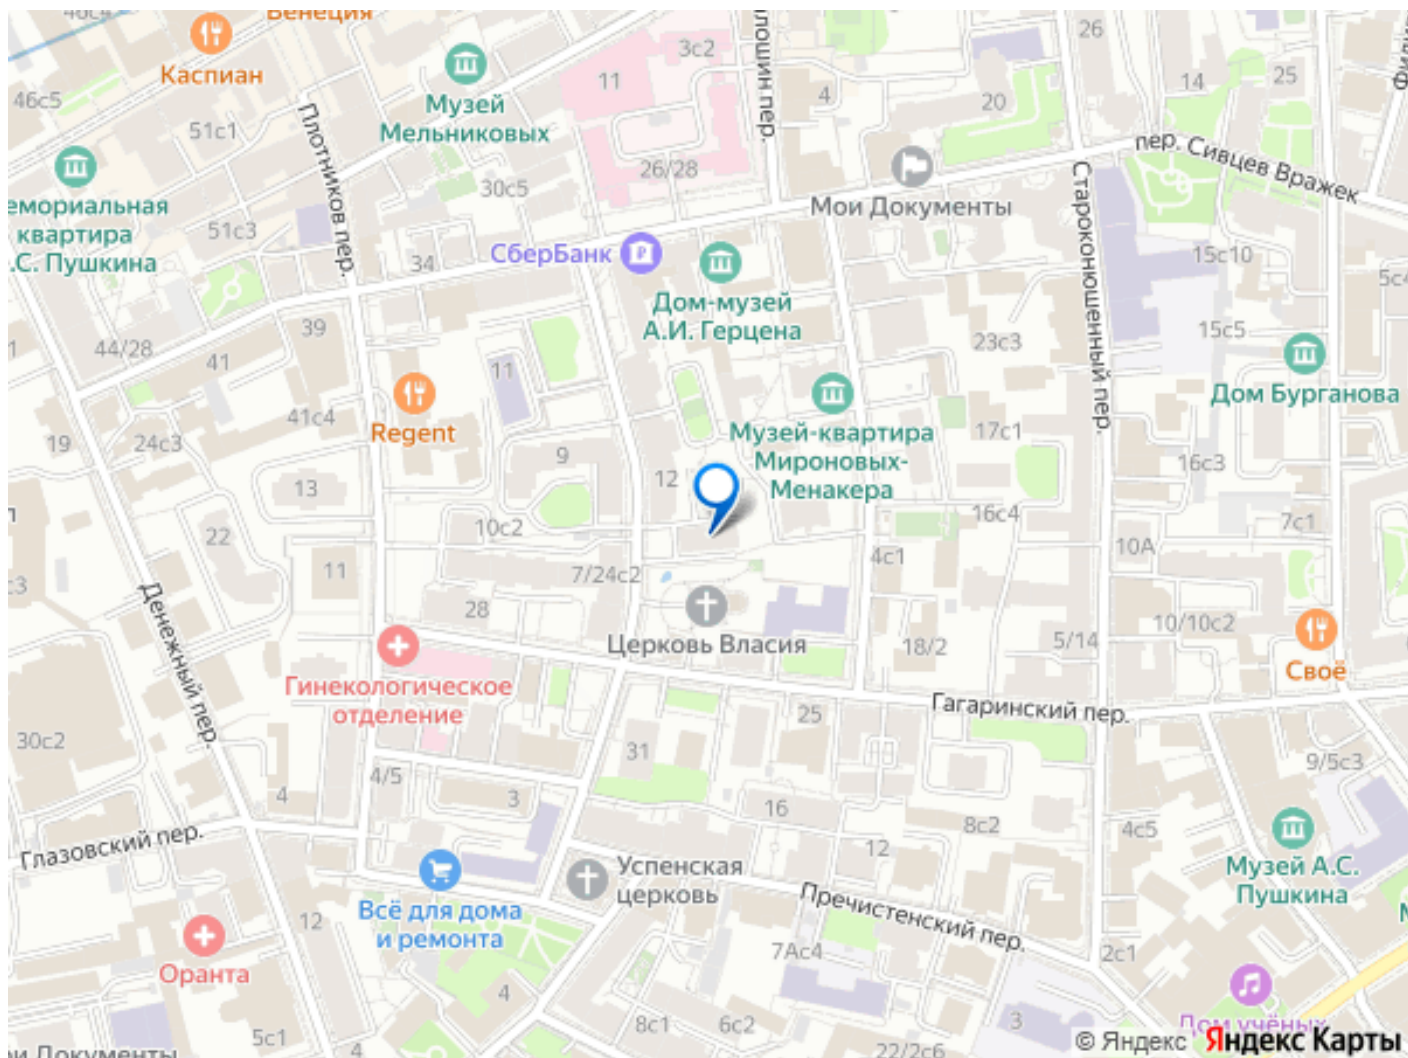 46с4
Венеция
Каспиан
46с5
51с1
Плотников пер.
Музей
Мельниковых
30с5
11
3с2
26/28
4
26
20
14
25
пер. Сивцев Вражек
Мои Документы
Староконюшенный пер.
квартира
С. Пушкина
51с3
34
СберБанк
Дом-музей
А.И. Герцена
15с10
15с5
23с3
Дом Бурганова
44/28
39
41
11
Regent
41с4
19
24с3
9
13
12
Музей-квартира
Мироновых-
Менакера
17с1
16с3
16с4
7с1
22
10с2
11
7/24с2
4с1
10А
28
Церковь Власия
18/2
5/14
10/10с2
Своё
Денежный пер.
Гинекологическое
отделение
Гагаринский пер.
25
31
30с2
4/5
4
3
16
8с2
12
4с5
9/5с3
Глазовский пер.
Всё для дома
и ремонта
Успенская
церковь
Пречистенский пер.
Музей А.С.
Пушкина
12
Оранта
7Ас4
2с1
4
5с1
4
8с1
6с2
22/2с6
3
Дом учёных
Документы
© Яндекс Яндекс Карты